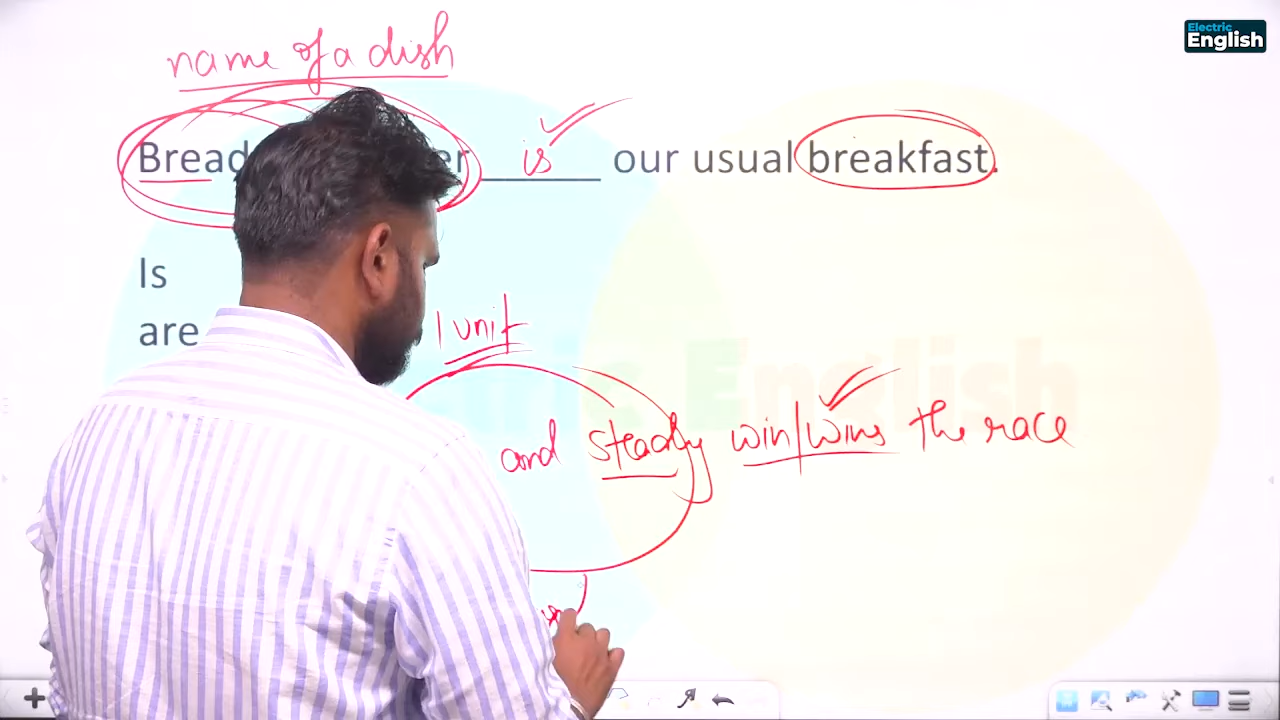 Electric
English
name of a dish
Bread is our usual breakfast.
Is
are
1 unit
and steady win/wins the race